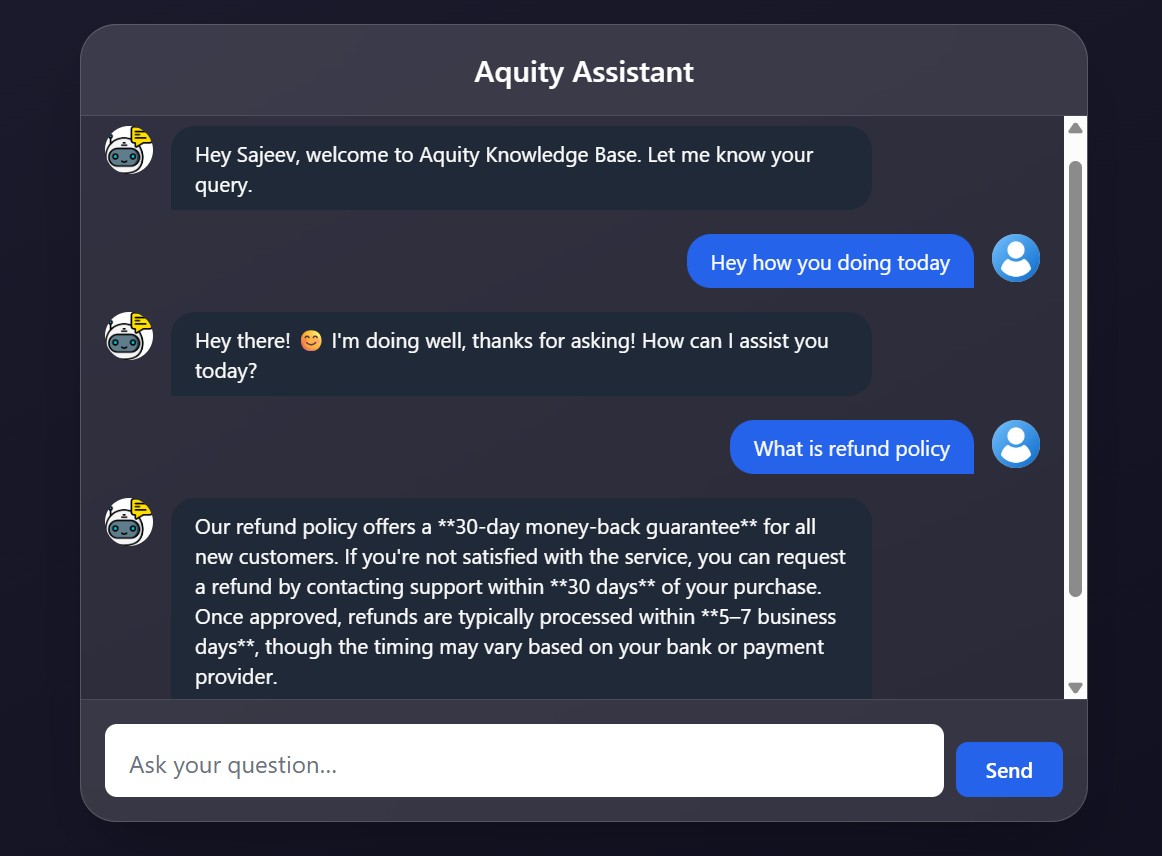 Aquity Assistant
Hey Sajeev, welcome to Aquity Knowledge Base. Let me know your
query.
Hey how you doing today
Hey there! 😊 I'm doing well, thanks for asking! How can I assist you
today?
What is refund policy
Our refund policy offers a **30-day money-back guarantee** for all
new customers. If you're not satisfied with the service, you can request
a refund by contacting support within **30 days** of your purchase.
Once approved, refunds are typically processed within **5–7 business
days**, though the timing may vary based on your bank or payment
provider.
Ask your question...
Send